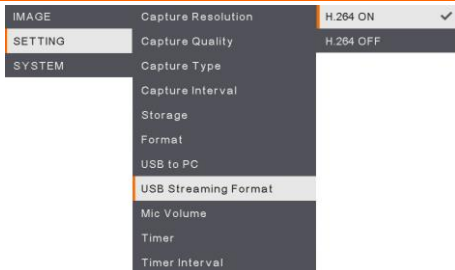 IMAGE
SETTING
SYSTEM
Capture Resolution
Capture Quality
Capture Type
Capture Interval
Storage
Format
USB to PC
USB Streaming Format
Mic Volume
Timer
Timer Interval
H.264 ON
H.264 OFF